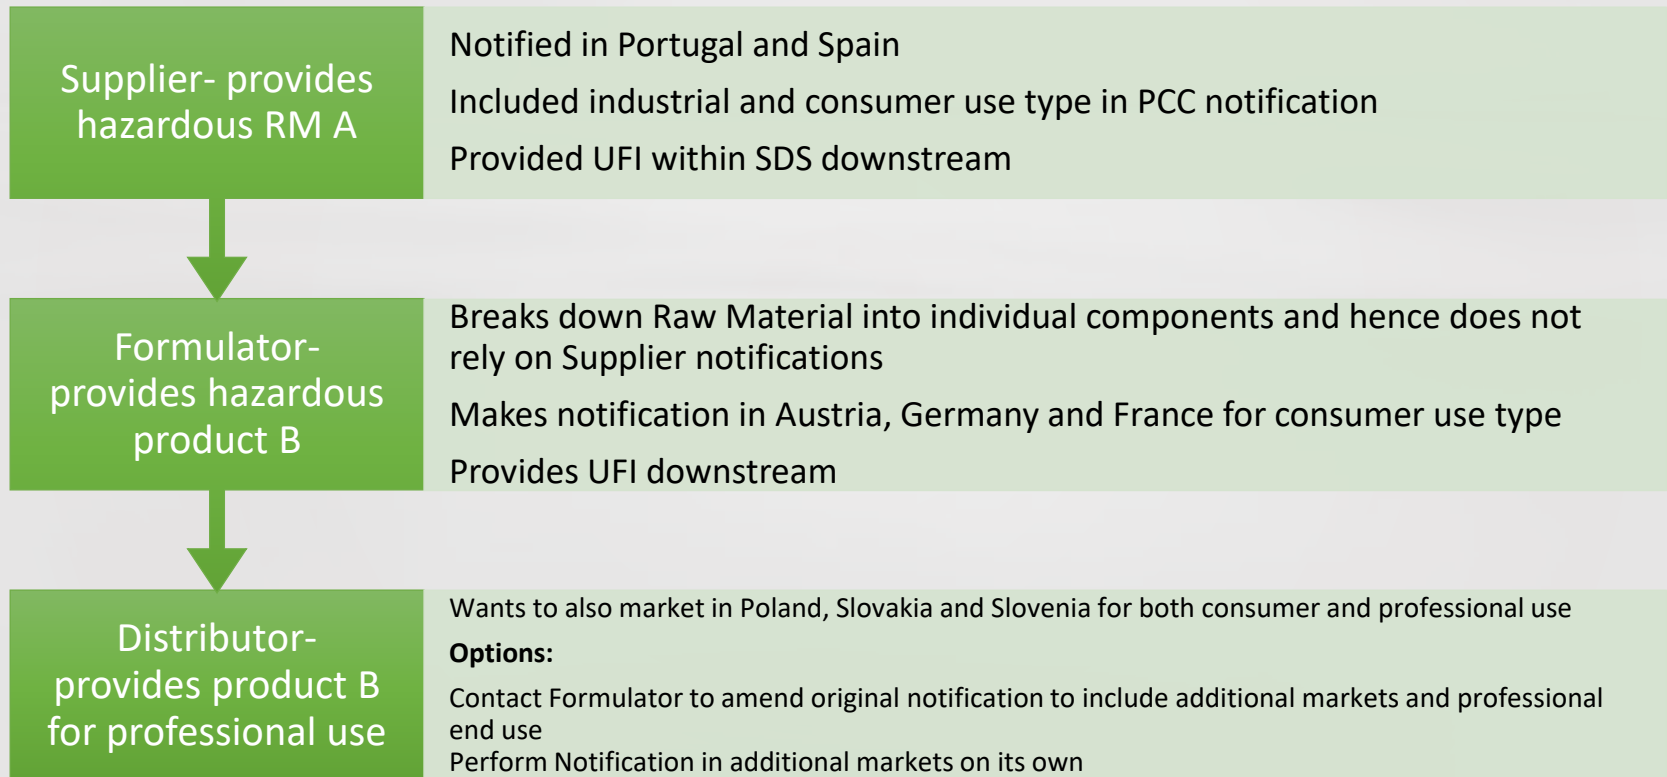 Supplier- provides
hazardous RM A
Notified in Portugal and Spain
Included industrial and consumer use type in PCC notification
Provided UFI within SDS downstream
Formulator-
provides hazardous
product B
Breaks down Raw Material into individual components and hence does not
rely on Supplier notifications
Makes notification in Austria, Germany and France for consumer use type
Provides UFI downstream
Distributor-
provides product B
for professional use
Wants to also market in Poland, Slovakia and Slovenia for both consumer and professional use
Options:
Contact Formulator to amend original notification to include additional markets and professional
end use
Perform Notification in additional markets on its own